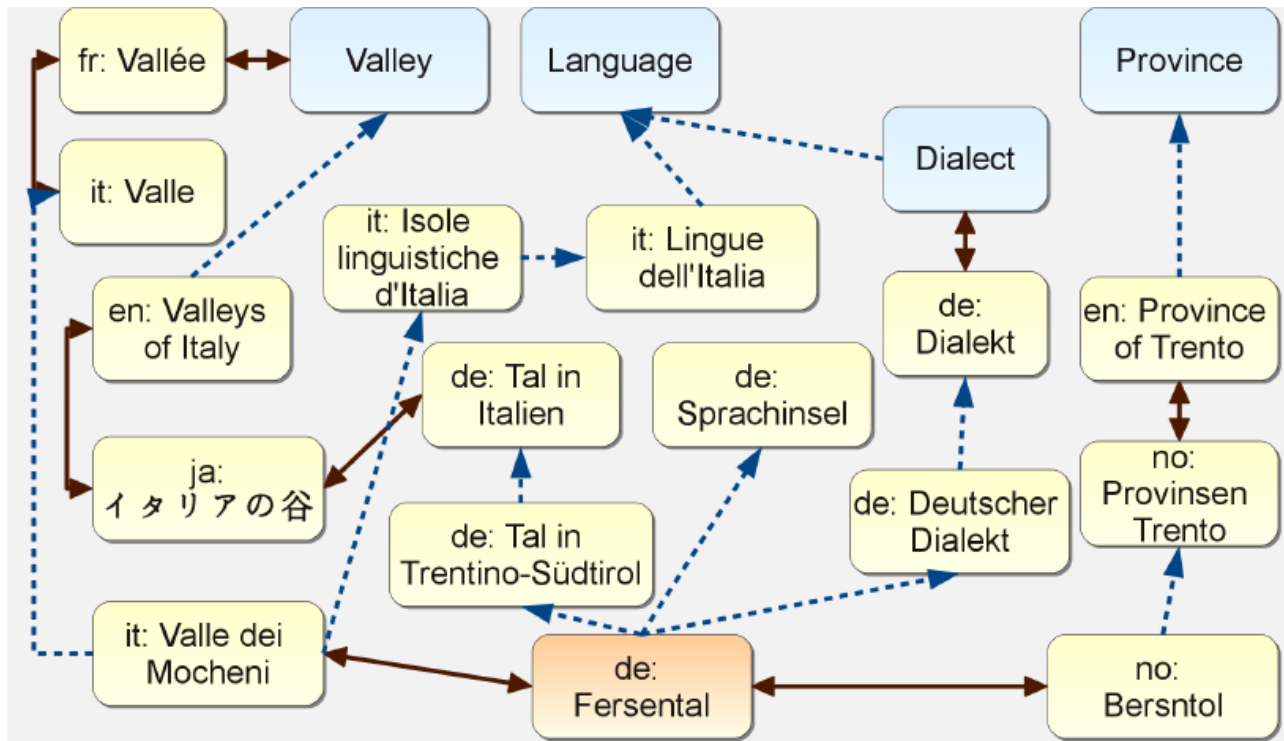 fr: Vallée
Valley
Language
Province
Dialect
it: Valle
it: Isole
linguistiche
d'Italia
it: Lingue
dell'Italia
en: Valleys
of Italy
de:
Dialekt
en: Province
of Trento
de: Tal in
Italien
de:
Sprachinsel
ja:
イタリアの谷
no:
Provinsen
Trento
de: Deutscher
Dialekt
de: Tal in
Trentino-Südtirol
it: Valle dei
Mocheni
de:
Fersental
no:
Bersntol